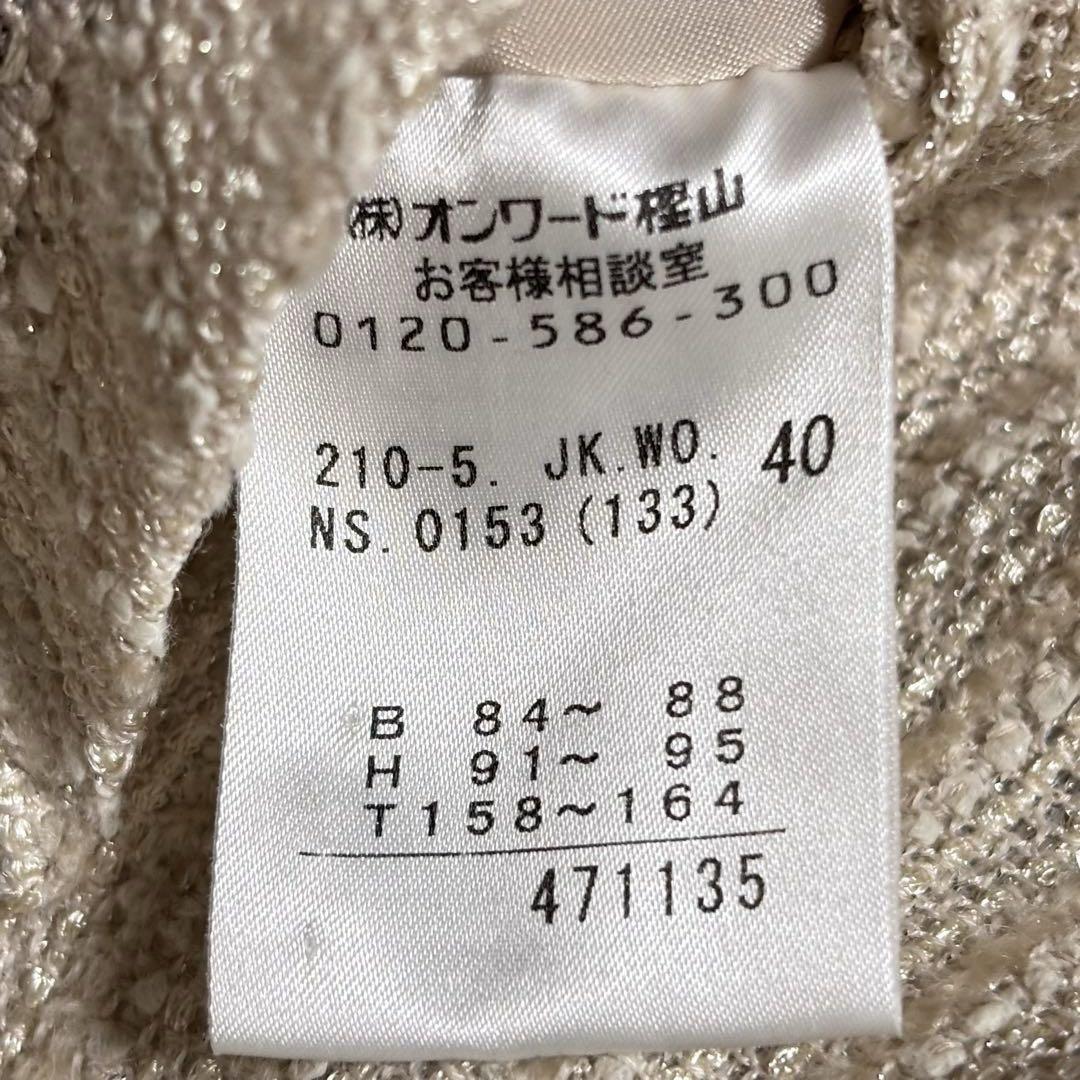 (株)オンワード樫山
お客様相談室
0120-586-300
210-5. JK.WO. 40
NS.0153(133)
B 84~ 88
H 91~ 95
T158~164
471135